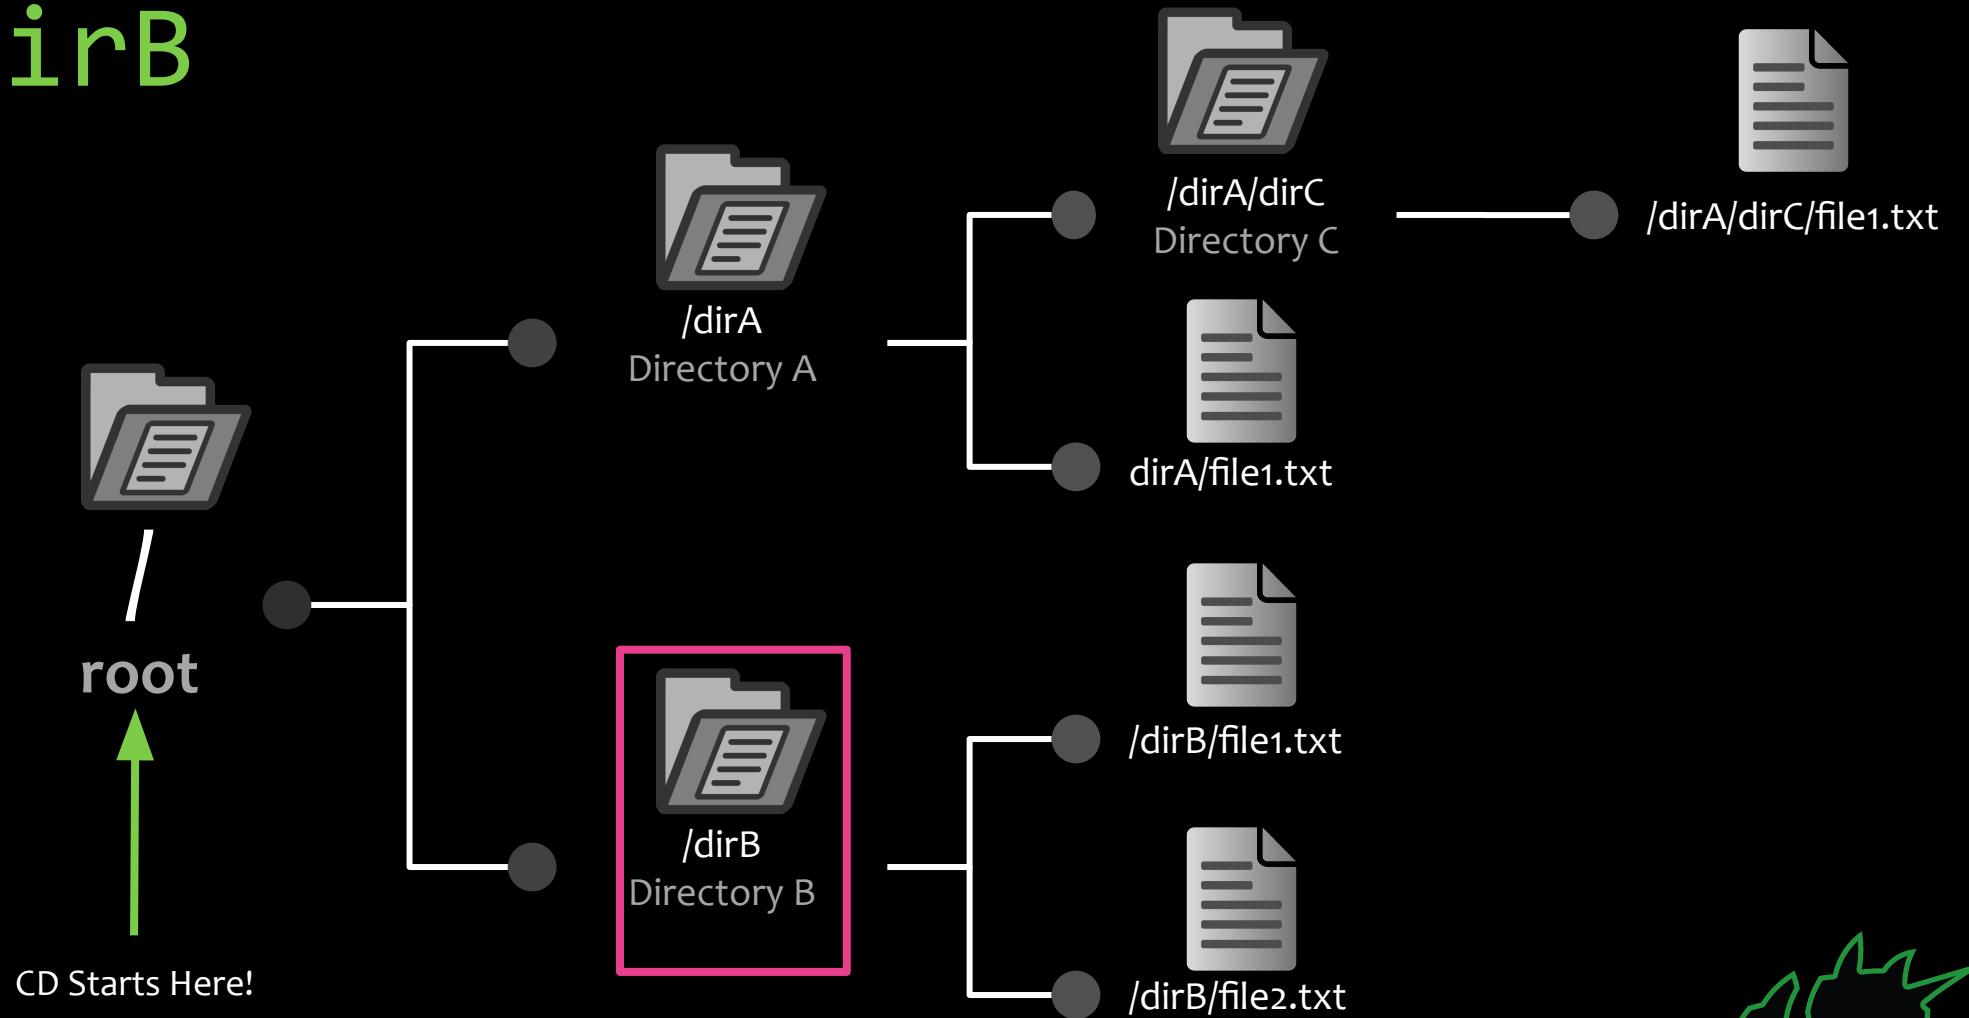 irB
/dirA/dirC
Directory C
/dirA/dirC/file1.txt
/dirA
Directory A
dirA/file1.txt
/
root
/dirB/file1.txt
/dirB
Directory B
CD Starts Here!
/dirB/file2.txt